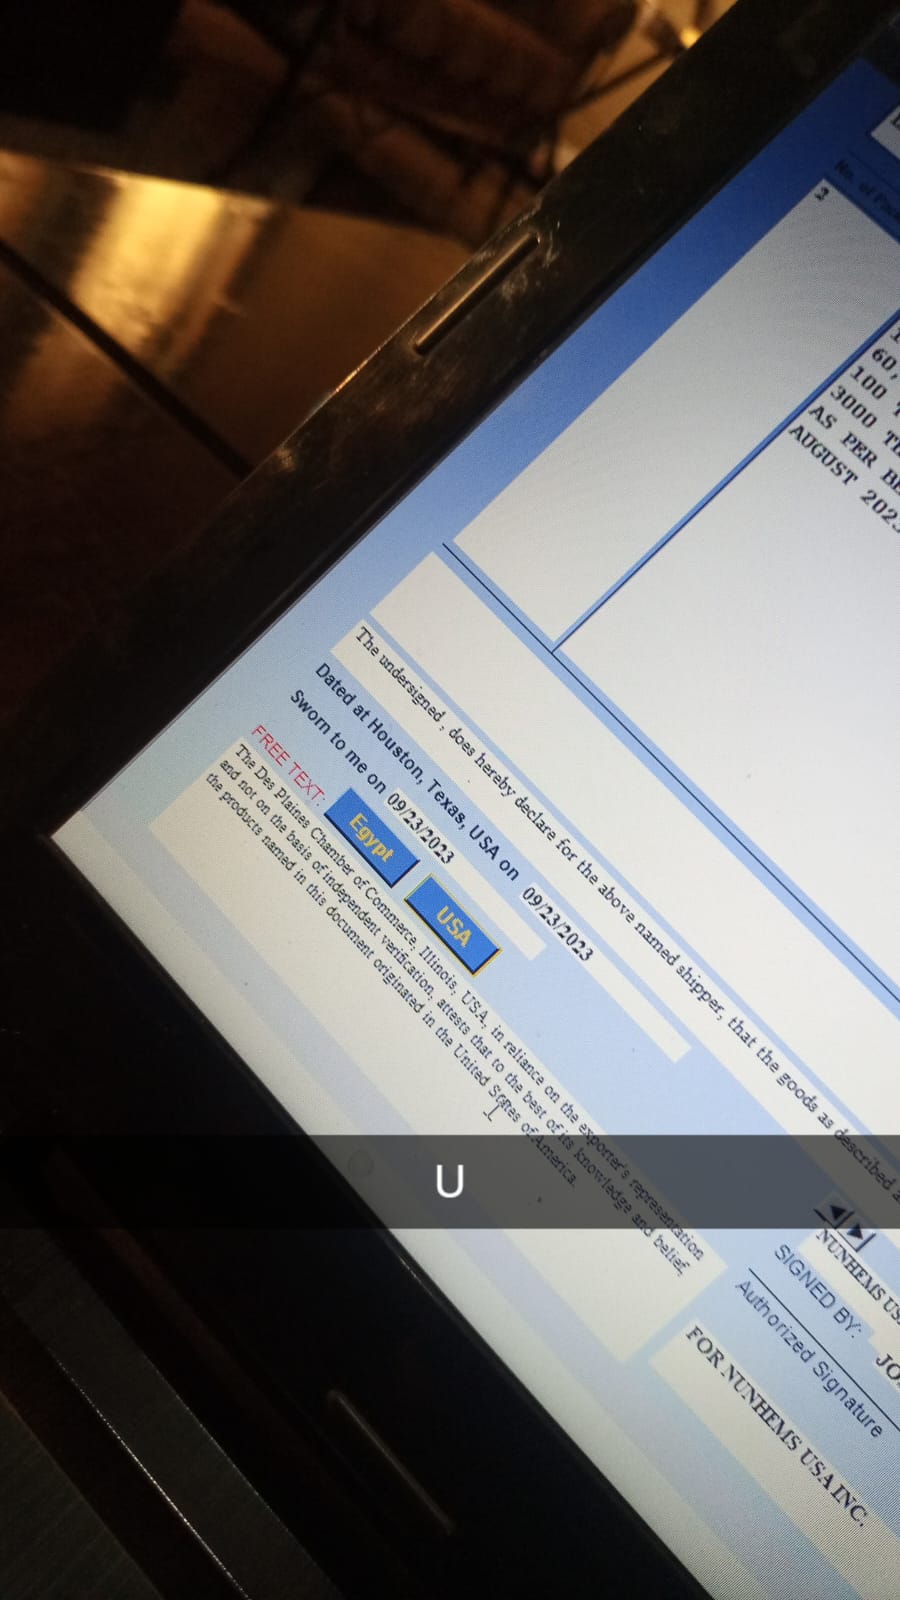 No. of
2
60,
100
3000
AS PER
AUGUST
The undersigned, does hereby declare for the above named shipper, that the goods as described
Dated at Houston, Texas, USA on 09/23/2023
Sworn to me on 09/23/2023
FREE TEXT: Egypt USA
The Des Plaines Chamber of Commerce, Illinois, USA, in reliance on the exporter's representation
and not on the basis of independent verification, attests that to the best of its knowledge and belief,
the products named in this document originated in the United States of America.
U
NUNHEMS
SIGNED BY:
Authorized Signature
FOR NUNHEMS USA INC.